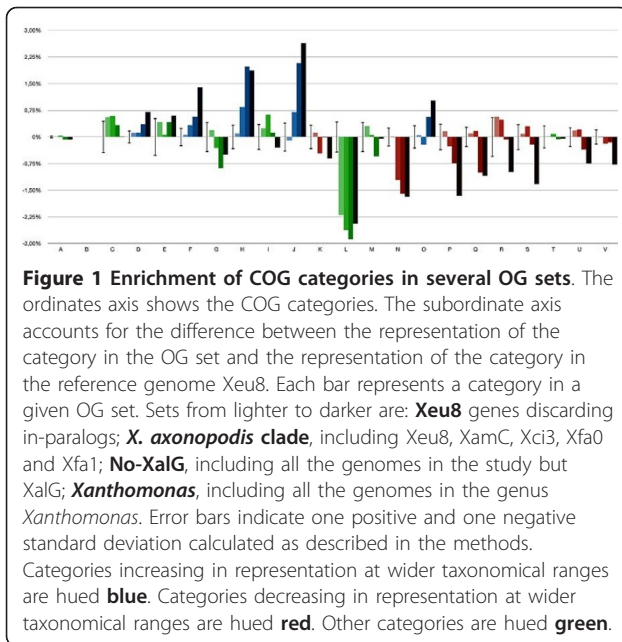 3,00%
2,25%
1,50%
0,75%
0%
-0,75%
-1,50%
-2,25%
-3,00%
A B C D E F G H I J K L M N O P Q R S T U V
Figure 1 Enrichment of COG categories in several OG sets. The
ordinates axis shows the COG categories. The subordinate axis
accounts for the difference between the representation of the
category in the OG set and the representation of the category in
the reference genome Xeu8. Each bar represents a category in a
given OG set. Sets from lighter to darker are: Xeu8 genes discarding
in-paralogs; X. axonopodis clade, including Xeu8, XamC, Xci3, Xfa0
and Xfa1; No-XalG, including all the genomes in the study but
XalG; Xanthomonas, including all the genomes in the genus
Xanthomonas. Error bars indicate one positive and one negative
standard deviation calculated as described in the methods.
Categories increasing in representation at wider taxonomical ranges
are hued blue. Categories decreasing in representation at wider
taxonomical ranges are hued red. Other categories are hued green.